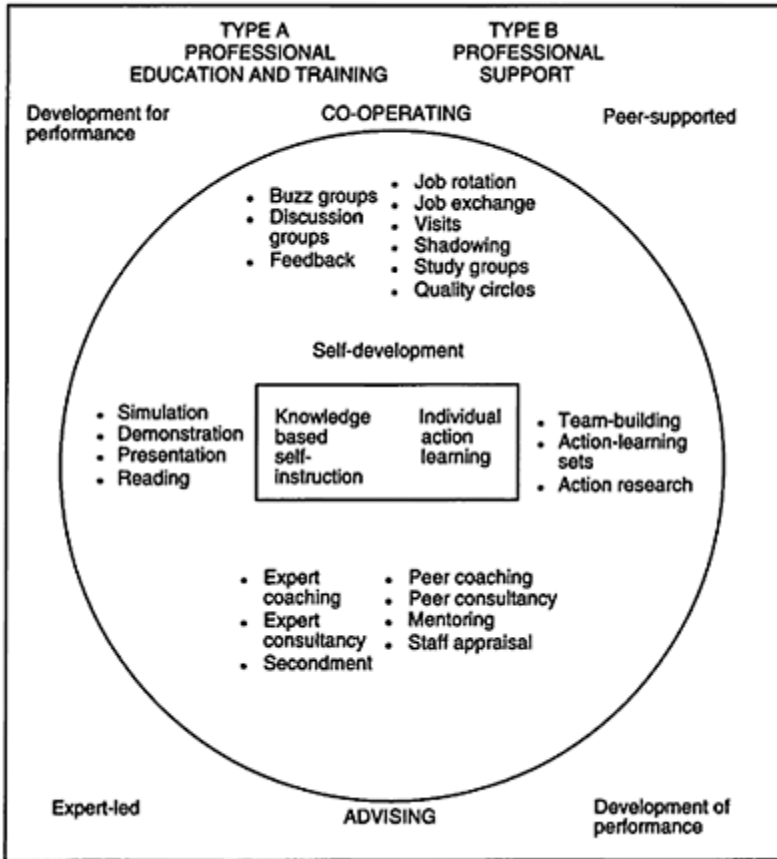 TYPE A
PROFESSIONAL
EDUCATION AND TRAINING
TYPE B
PROFESSIONAL
SUPPORT
Development for
performance
CO-OPERATING
Peer-supported
• Buzz groups
• Discussion
groups
• Feedback
• Job rotation
• Job exchange
• Visits
• Shadowing
• Study groups
• Quality circles
Self-development
• Simulation
• Demonstration
• Presentation
• Reading
Knowledge
based
self-
instruction
Individual
action
learning
• Team-building
• Action-learning
sets
• Action research
• Expert
coaching
• Expert
consultancy
• Secondment
• Peer coaching
• Peer consultancy
• Mentoring
• Staff appraisal
Expert-led
ADVISING
Development of
performance